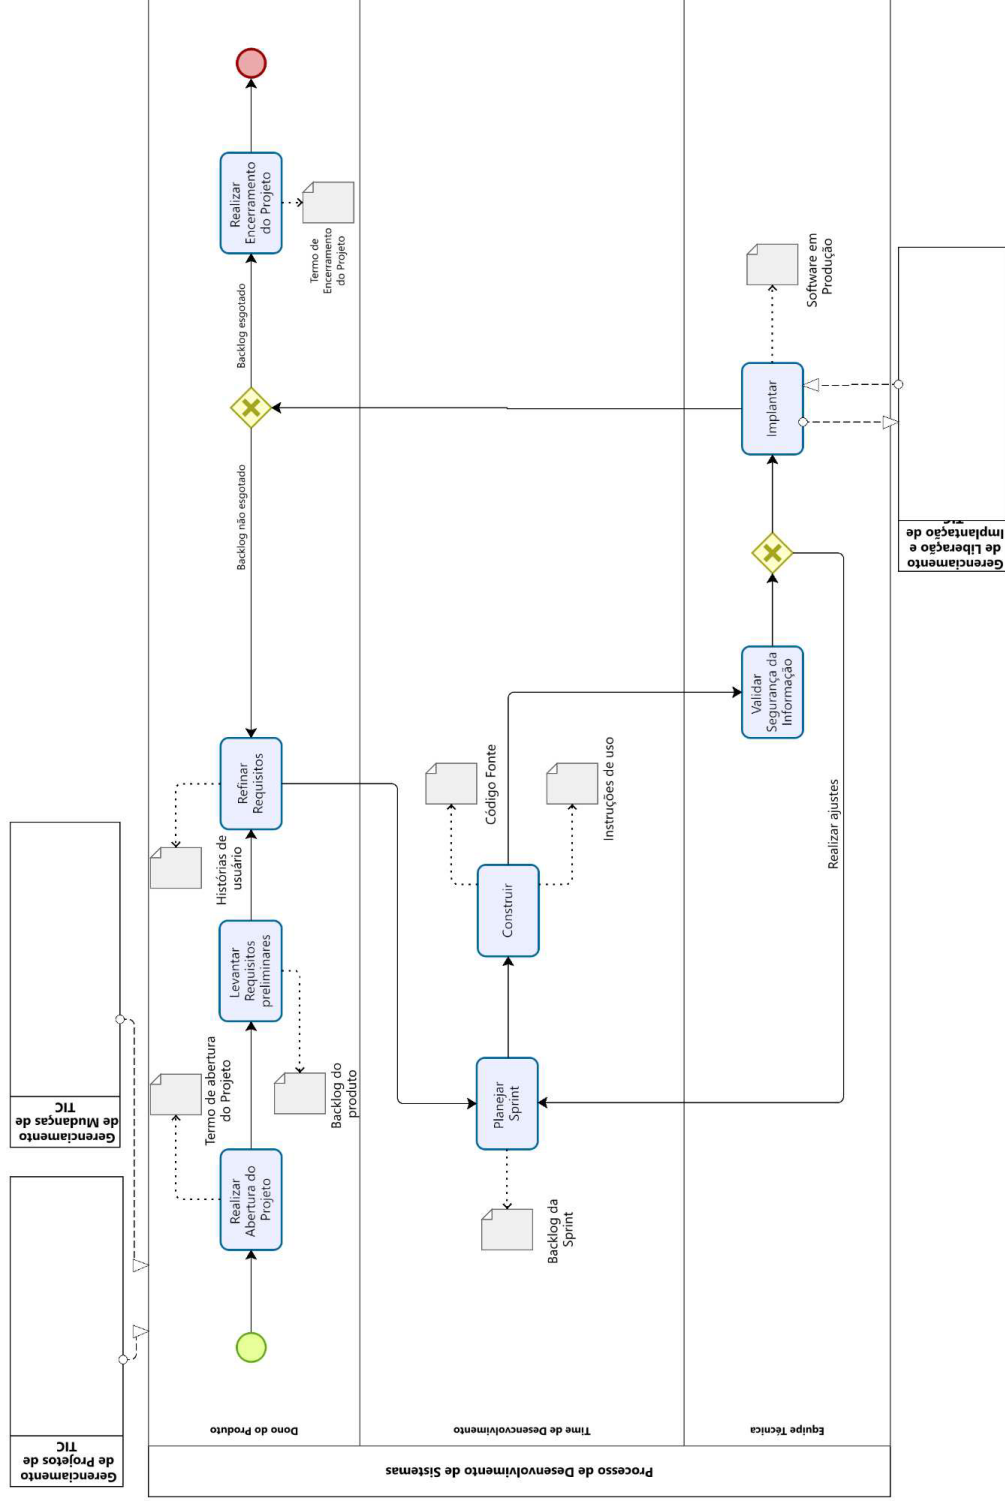 Gerenciamento
de Projetos de
TIC
Gerenciamento
de Mudanças de
TIC
Processo de Desenvolvimento de Sistemas
Dono do Produto
Realizar
Abertura do
Projeto
Termo de abertura
do Projeto
Levantar
Requisitos
preliminares
Backlog do
produto
Refinar
Requisitos
Histórias de
usuário
Backlog não esgotado
Backlog esgotado
Realizar
Encerramento
do Projeto
Termo de
Encerramento
do Projeto
Time de Desenvolvimento
Planejar
Sprint
Backlog da
Sprint
Construir
Código Fonte
Instruções de uso
Equipe Técnica
Validar
Segurança da
Informação
Realizar ajustes
Implantar
Software em
Produção
Gerenciamento
de Liberação e
Implantação de
TIC